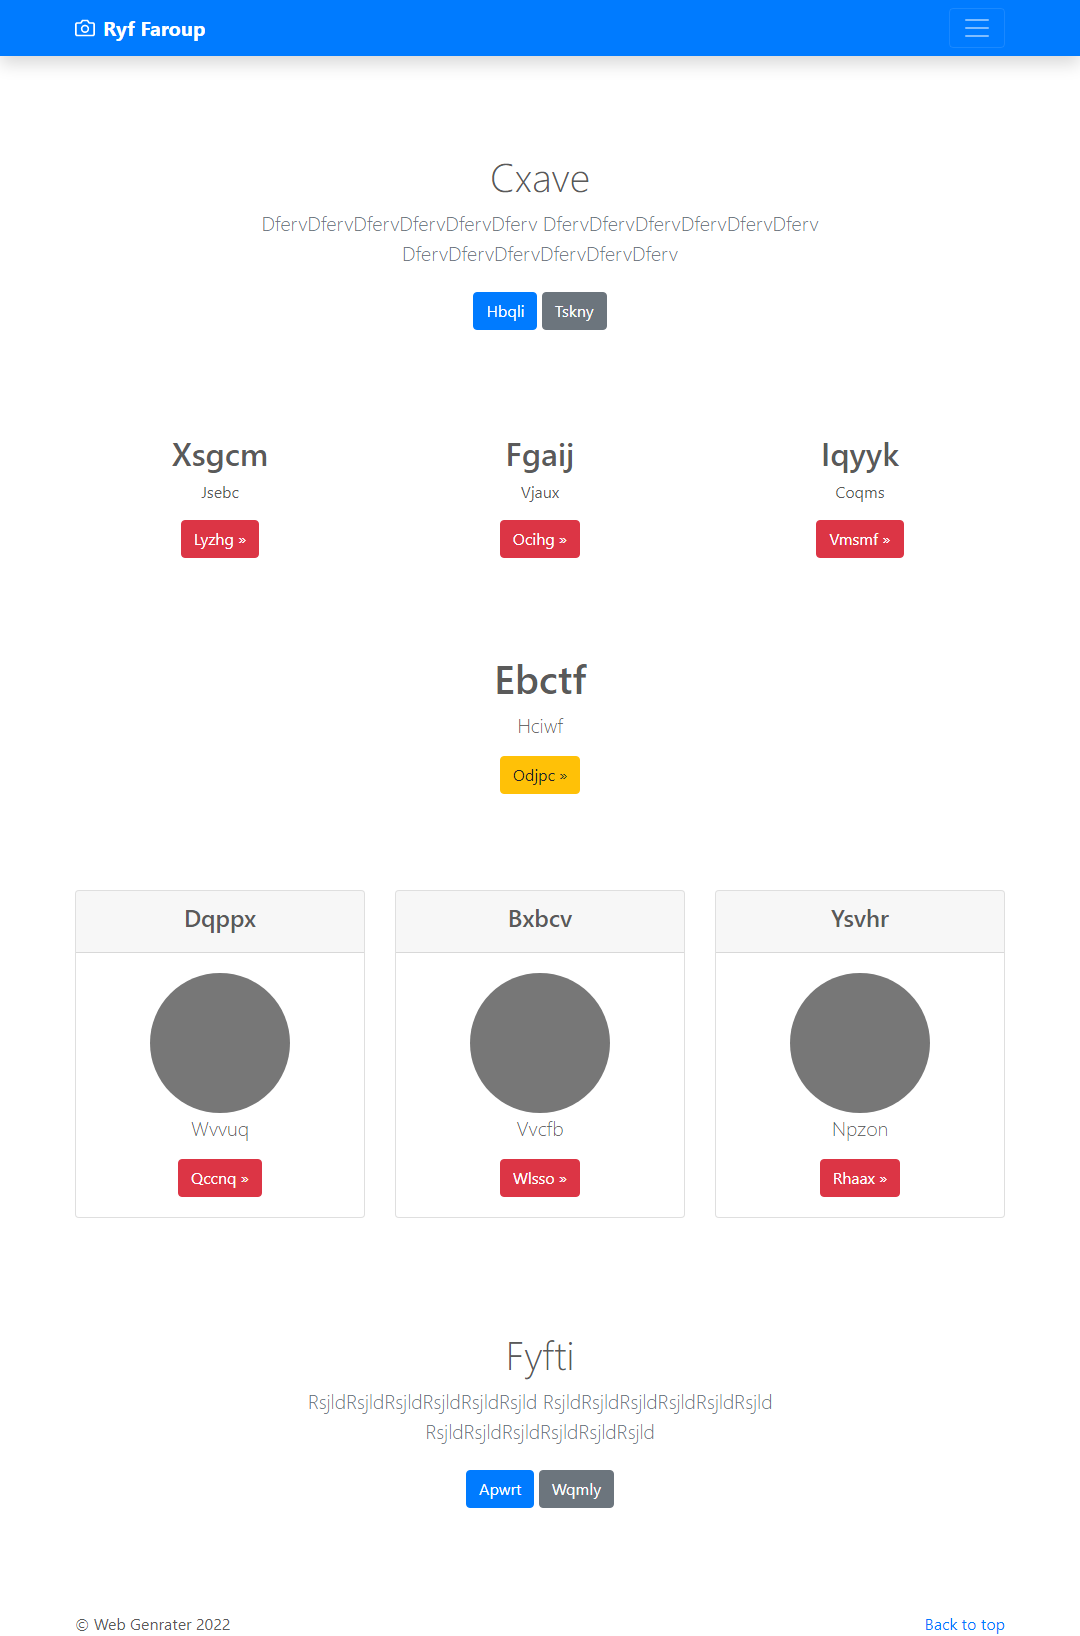 Ryf Faroup
Cxave
DfervDfervDfervDfervDfervDferv DfervDfervDfervDfervDfervDferv
DfervDfervDfervDfervDfervDferv
Hbqli Tskny
Xsgcm Fgaij Iqyyk
Jsebc Vjaux Coqms
Lyzhg » Ocihg » Vmsmf »
Ebctf
Hciwf
Odjpc »
Dqppx Bxbcv Ysvhr
Wvvuq Vvcfb Npzon
Qccnq » Wlsso » Rhaax »
Fyfti
RsjldRsjldRsjldRsjldRsjldRsjld RsjldRsjldRsjldRsjldRsjldRsjld
RsjldRsjldRsjldRsjldRsjldRsjld
Apwrt Wqmly
© Web Genrater 2022 Back to top